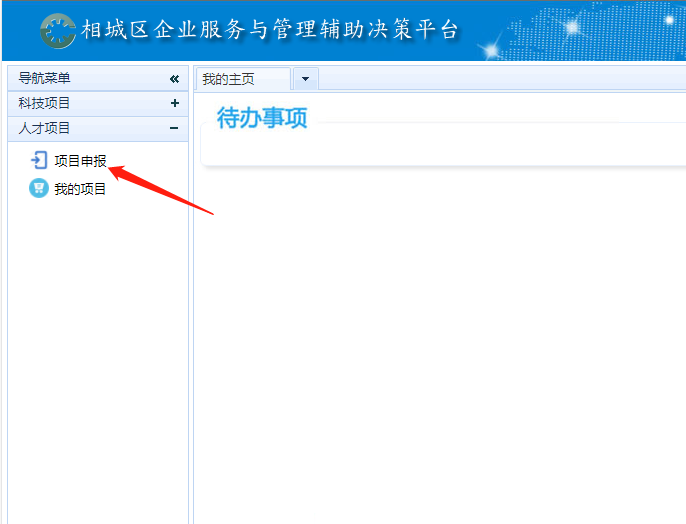 相城区企业服务与管理辅助决策平台
导航菜单
科技项目
人才项目
项目申报
我的项目
我的主页
待办事项